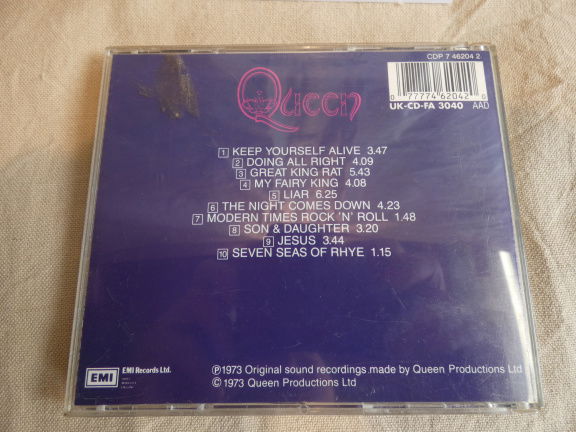 CDP 7 46204 2
Queen
0 77774 62042 0
UK-CD-FA 3040 AAD
1 KEEP YOURSELF ALIVE 3.47
2 DOING ALL RIGHT 4.09
3 GREAT KING RAT 5.43
4 MY FAIRY KING 4.08
5 LIAR 6.25
6 THE NIGHT COMES DOWN 4.23
7 MODERN TIMES ROCK 'N' ROLL 1.48
8 SON & DAUGHTER 3.20
9 JESUS 3.44
10 SEVEN SEAS OF RHYE 1.15
EMI EMI Records Ltd.
℗1973 Original sound recordings made by Queen Productions Ltd
©1973 Queen Productions Ltd